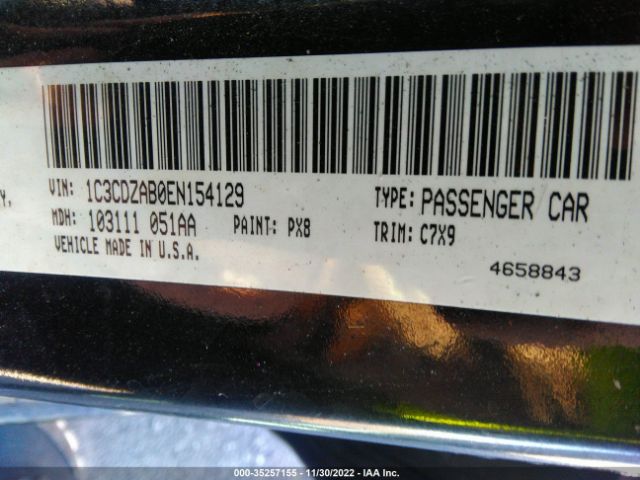 Y,
VIN: 1C3CDZAB0EN154129 TYPE: PASSENGER CAR
MDH: 103111 051AA PAINT: PX8 TRIM: C7X9
VEHICLE MADE IN U.S.A.
4658843
000-35257155 - 11/30/2022 - IAA Inc.